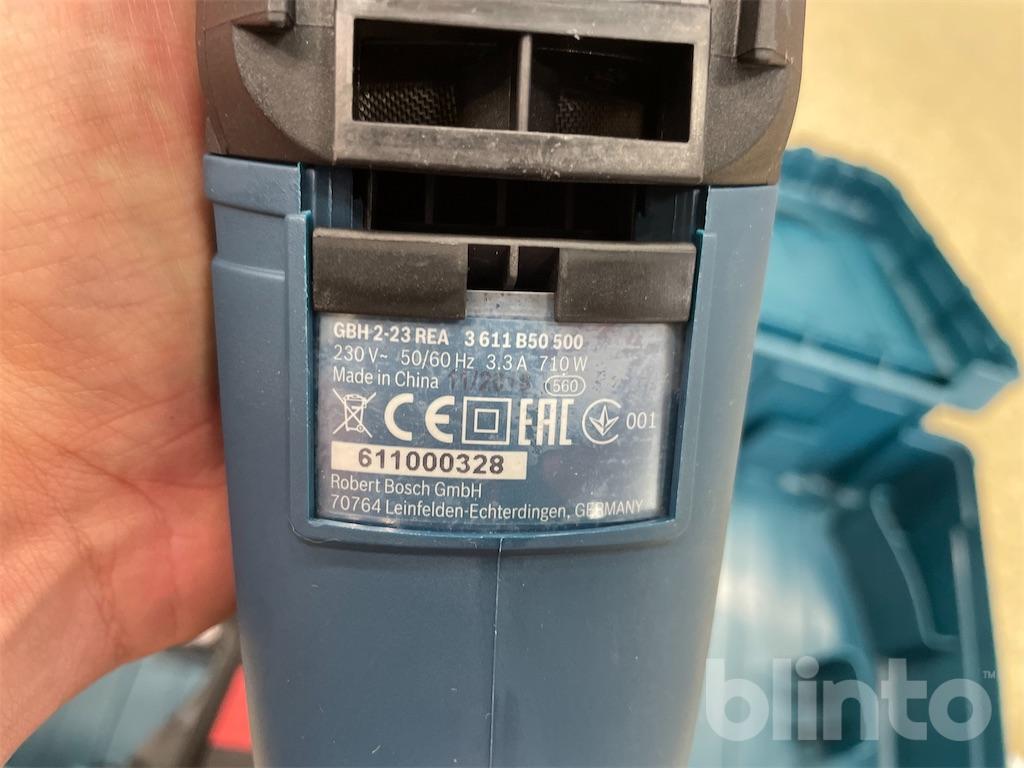 GBH 2-23 REA 3 611 B50 500
230 V~ 50/60 Hz 3.3 A 710 W
Made in China 560
CE EAC 001
611000328
Robert Bosch GmbH
70764 Leinfelden-Echterdingen, GERMANY
blinto™